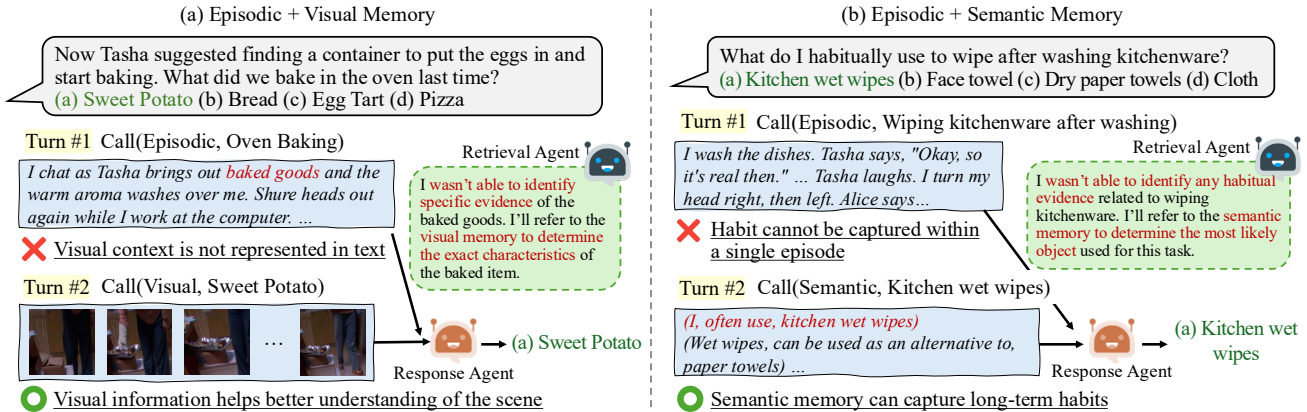 (a) Episodic + Visual Memory
Now Tasha suggested finding a container to put the eggs in and
start baking. What did we bake in the oven last time?
(a) Sweet Potato (b) Bread (c) Egg Tart (d) Pizza
Turn #1 Call(Episodic, Oven Baking)
I chat as Tasha brings out baked goods and the
warm aroma washes over me. Shure heads out
again while I work at the computer. …
Visual context is not represented in text
Retrieval Agent
I wasn't able to identify
specific evidence of the
baked goods. I'll refer to the
visual memory to determine
the exact characteristics of
the baked item.
Turn #2 Call(Visual, Sweet Potato)
…
Response Agent
(a) Sweet Potato
Visual information helps better understanding of the scene
(b) Episodic + Semantic Memory
What do I habitually use to wipe after washing kitchenware?
(a) Kitchen wet wipes (b) Face towel (c) Dry paper towels (d) Cloth
Turn #1 Call(Episodic, Wiping kitchenware after washing)
I wash the dishes. Tasha says, "Okay, so
it's real then." … Tasha laughs. I turn my
head right, then left. Alice says…
Habit cannot be captured within
a single episode
Retrieval Agent
I wasn't able to identify any habitual
evidence related to wiping
kitchenware. I'll refer to the semantic
memory to determine the most likely
object used for this task.
Turn #2 Call(Semantic, Kitchen wet wipes)
(I, often use, kitchen wet wipes)
(Wet wipes, can be used as an alternative to,
paper towels) …
Response Agent
(a) Kitchen wet
wipes
Semantic memory can capture long-term habits